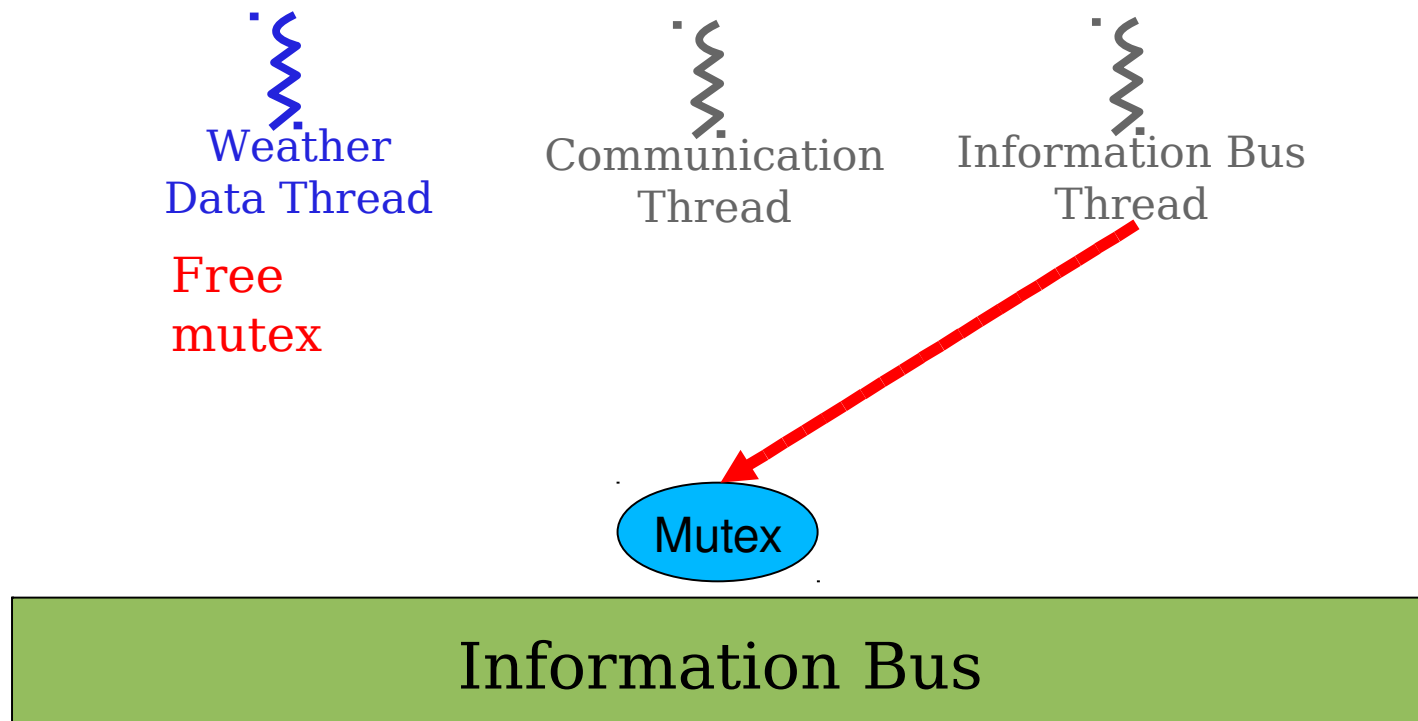 Weather
Data Thread
Communication
Thread
Information Bus
Thread
Free
mutex
Mutex
Information Bus